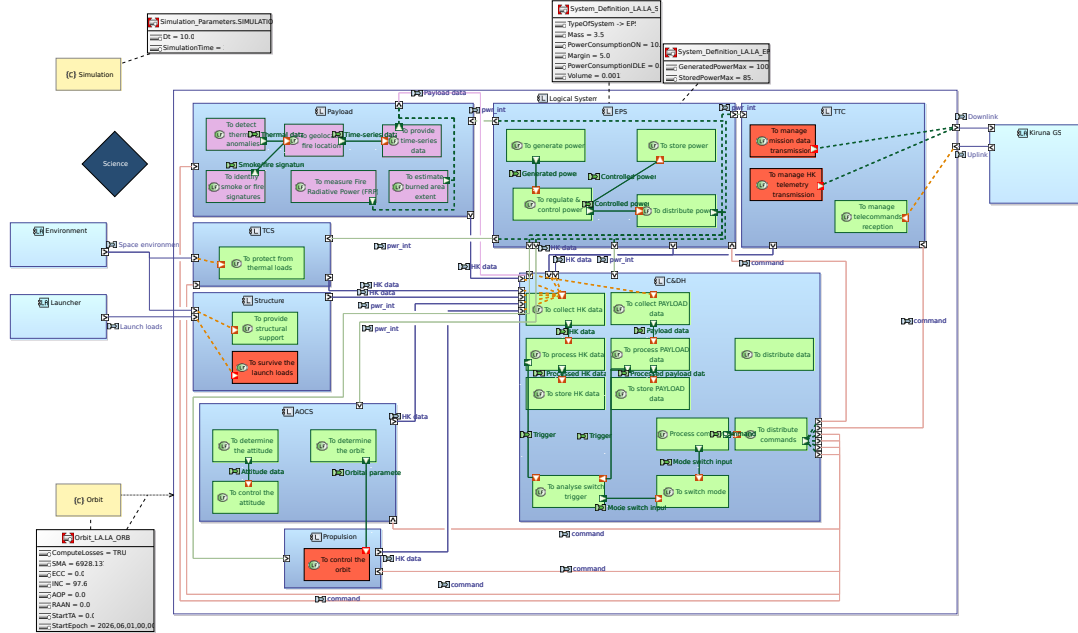 Simulation_Parameters.SIMULATIO
Dt = 10.0
SimulationTime =
{C} Simulation
System_Definition_LA.LA_S
TypeOfSystem -> EP
Mass = 3.5
PowerConsumptionON = 10.
Margin = 5.0
PowerConsumptionIDLE = 0
Volume = 0.001
System_Definition_LA.LA_EP
GeneratedPowerMax = 100
StoredPowerMax = 85.
Logical System
Payload data
pwr_int
pwr_int
Payload
To detect
thermal
anomalies
Thermal data
To geolocate
fire location
Time-series data
To provide
time-series
data
Smoke/fire signature
To identify
smoke or fire
signatures
To measure Fire
Radiative Power (FRP)
To estimate
burned area
extent
EPS
To generate power
To store power
Generated power
Controlled power
To regulate &
control power
Controlled power
To distribute power
TTC
To manage
mission data
transmission
To manage HK
telemetry
transmission
To manage
telecommands
reception
Downlink
Uplink
Kiruna GS
Science
Environment
Space environmen
Launcher
Launch loads
TCS
To protect from
thermal loads
Structure
To provide
structural
support
To survive the
launch loads
pwr_int
HK data
HK data
HK data
pwr_int
HK data
HK data
pwr_int
pwr_int
command
command
C&DH
To collect HK data
To collect PAYLOAD
data
HK data
Payload data
To process HK data
To process PAYLOAD
data
To distribute data
Processed HK data
Processed payload dat
To store HK data
To store PAYLOAD
data
Trigger
Trigger
Process com
mmand
To distribute
commands
Mode switch input
To analyse switch
trigger
To switch mode
Mode switch input
AOCS
HK data
To determine
the attitude
To determine
the orbit
Attitude data
Orbital paramete
To control the
attitude
Propulsion
To control the
orbit
HK data
command
command
command
command
{C} Orbit
Orbit_LA.LA_ORB
ComputeLosses = TRU
SMA = 6928.13
ECC = 0.0
INC = 97.6
AOP = 0.0
RAAN = 0.0
StartTA = 0.0
StartEpoch = 2026,06,01,00,00